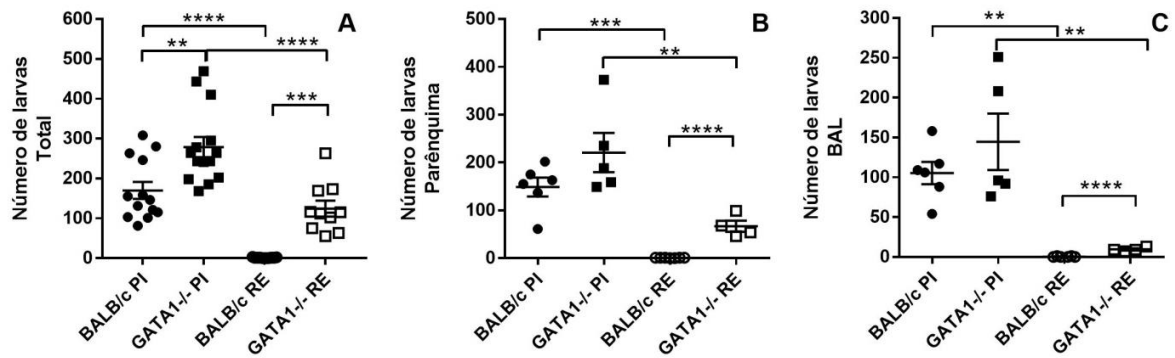 A
Número de larvas
Total
600
500
400
300
200
100
0
****
**
****
***
BALB/c PI
GATA1-/- PI
BALB/c RE
GATA1-/- RE
B
Número de larvas
Parênquima
500
400
300
200
100
0
***
**
****
BALB/c PI
GATA1-/- PI
BALB/c RE
GATA1-/- RE
C
Número de larvas
BAL
300
250
200
150
100
50
0
**
**
****
BALB/c PI
GATA1-/- PI
BALB/c RE
GATA1-/- RE